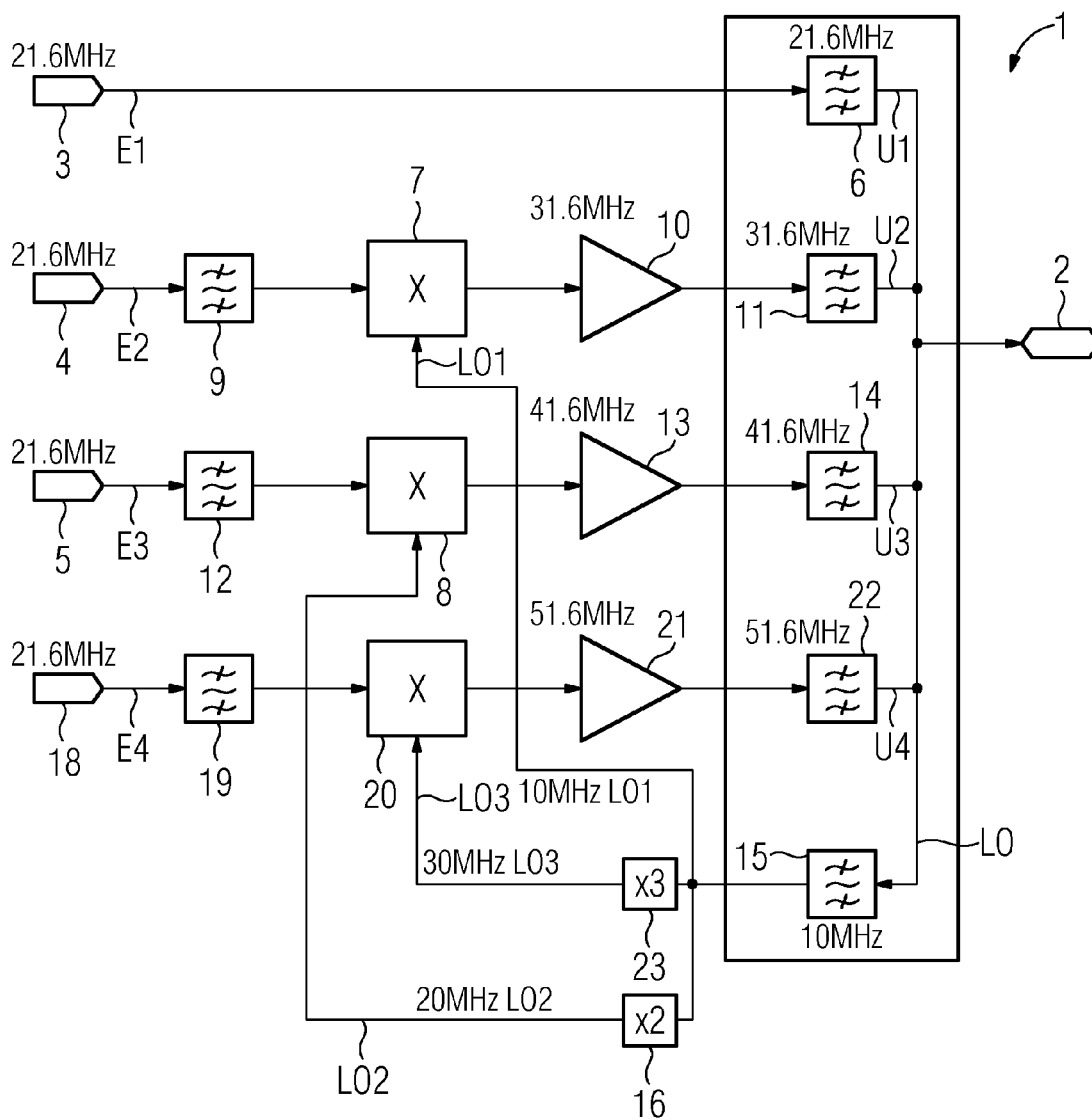 1
21.6MHz
21.6MHz
3
E1
6
U1
7
31.6MHz
10
21.6MHz
31.6MHz
U2
2
X
4
E2
9
11
LO1
21.6MHz
41.6MHz
13
41.6MHz
14
X
5
E3
12
8
U3
21.6MHz
51.6MHz
21
51.6MHz
22
X
18
E4
19
20
U4
LO3
10MHz LO1
LO
30MHz LO3
x3
15
23
10MHz
20MHz LO2
x2
LO2
16